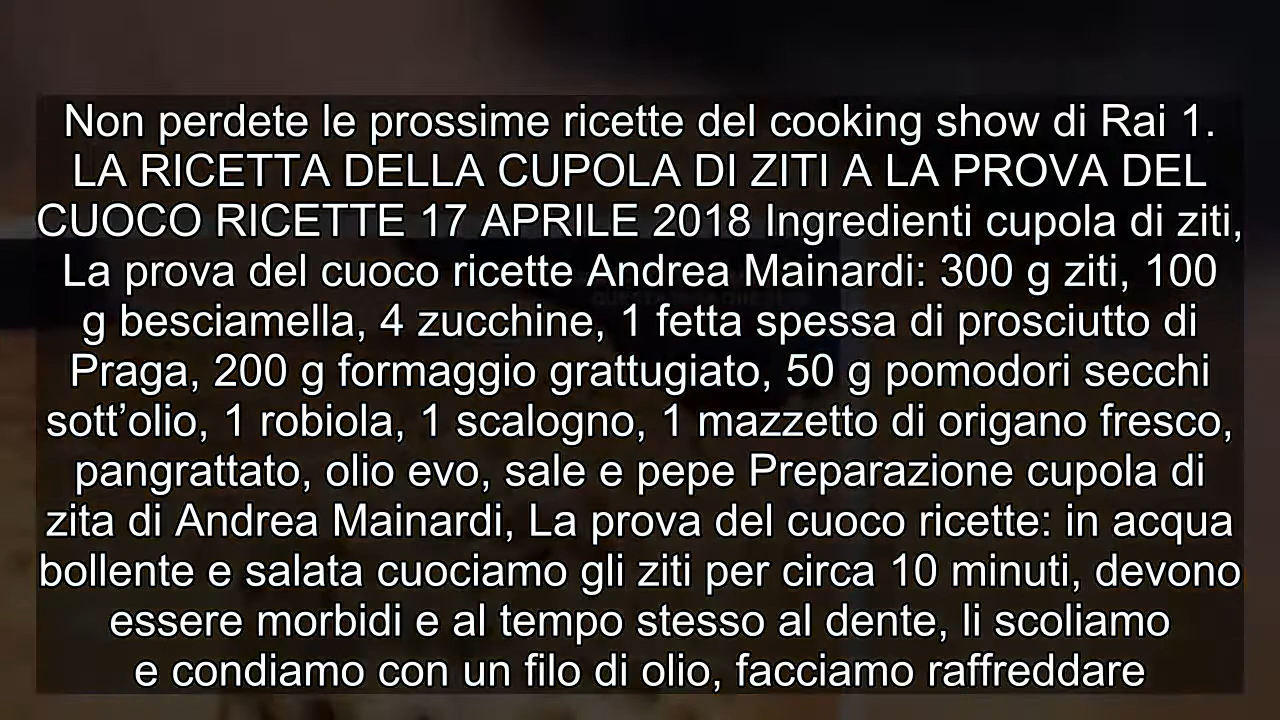 Non perdete le prossime ricette del cooking show di Rai 1.
LA RICETTA DELLA CUPOLA DI ZITI A LA PROVA DEL
CUOCO RICETTE 17 APRILE 2018 Ingredienti cupola di ziti,
La prova del cuoco ricette Andrea Mainardi: 300 g ziti, 100
g besciamella, 4 zucchine, 1 fetta spessa di prosciutto di
Praga, 200 g formaggio grattugiato, 50 g pomodori secchi
sott’olio, 1 robiola, 1 scalogno, 1 mazzetto di origano fresco,
pangrattato, olio evo, sale e pepe Preparazione cupola di
zita di Andrea Mainardi, La prova del cuoco ricette: in acqua
bollente e salata cuociamo gli ziti per circa 10 minuti, devono
essere morbidi e al tempo stesso al dente, li scoliamo
e condiamo con un filo di olio, facciamo raffreddare